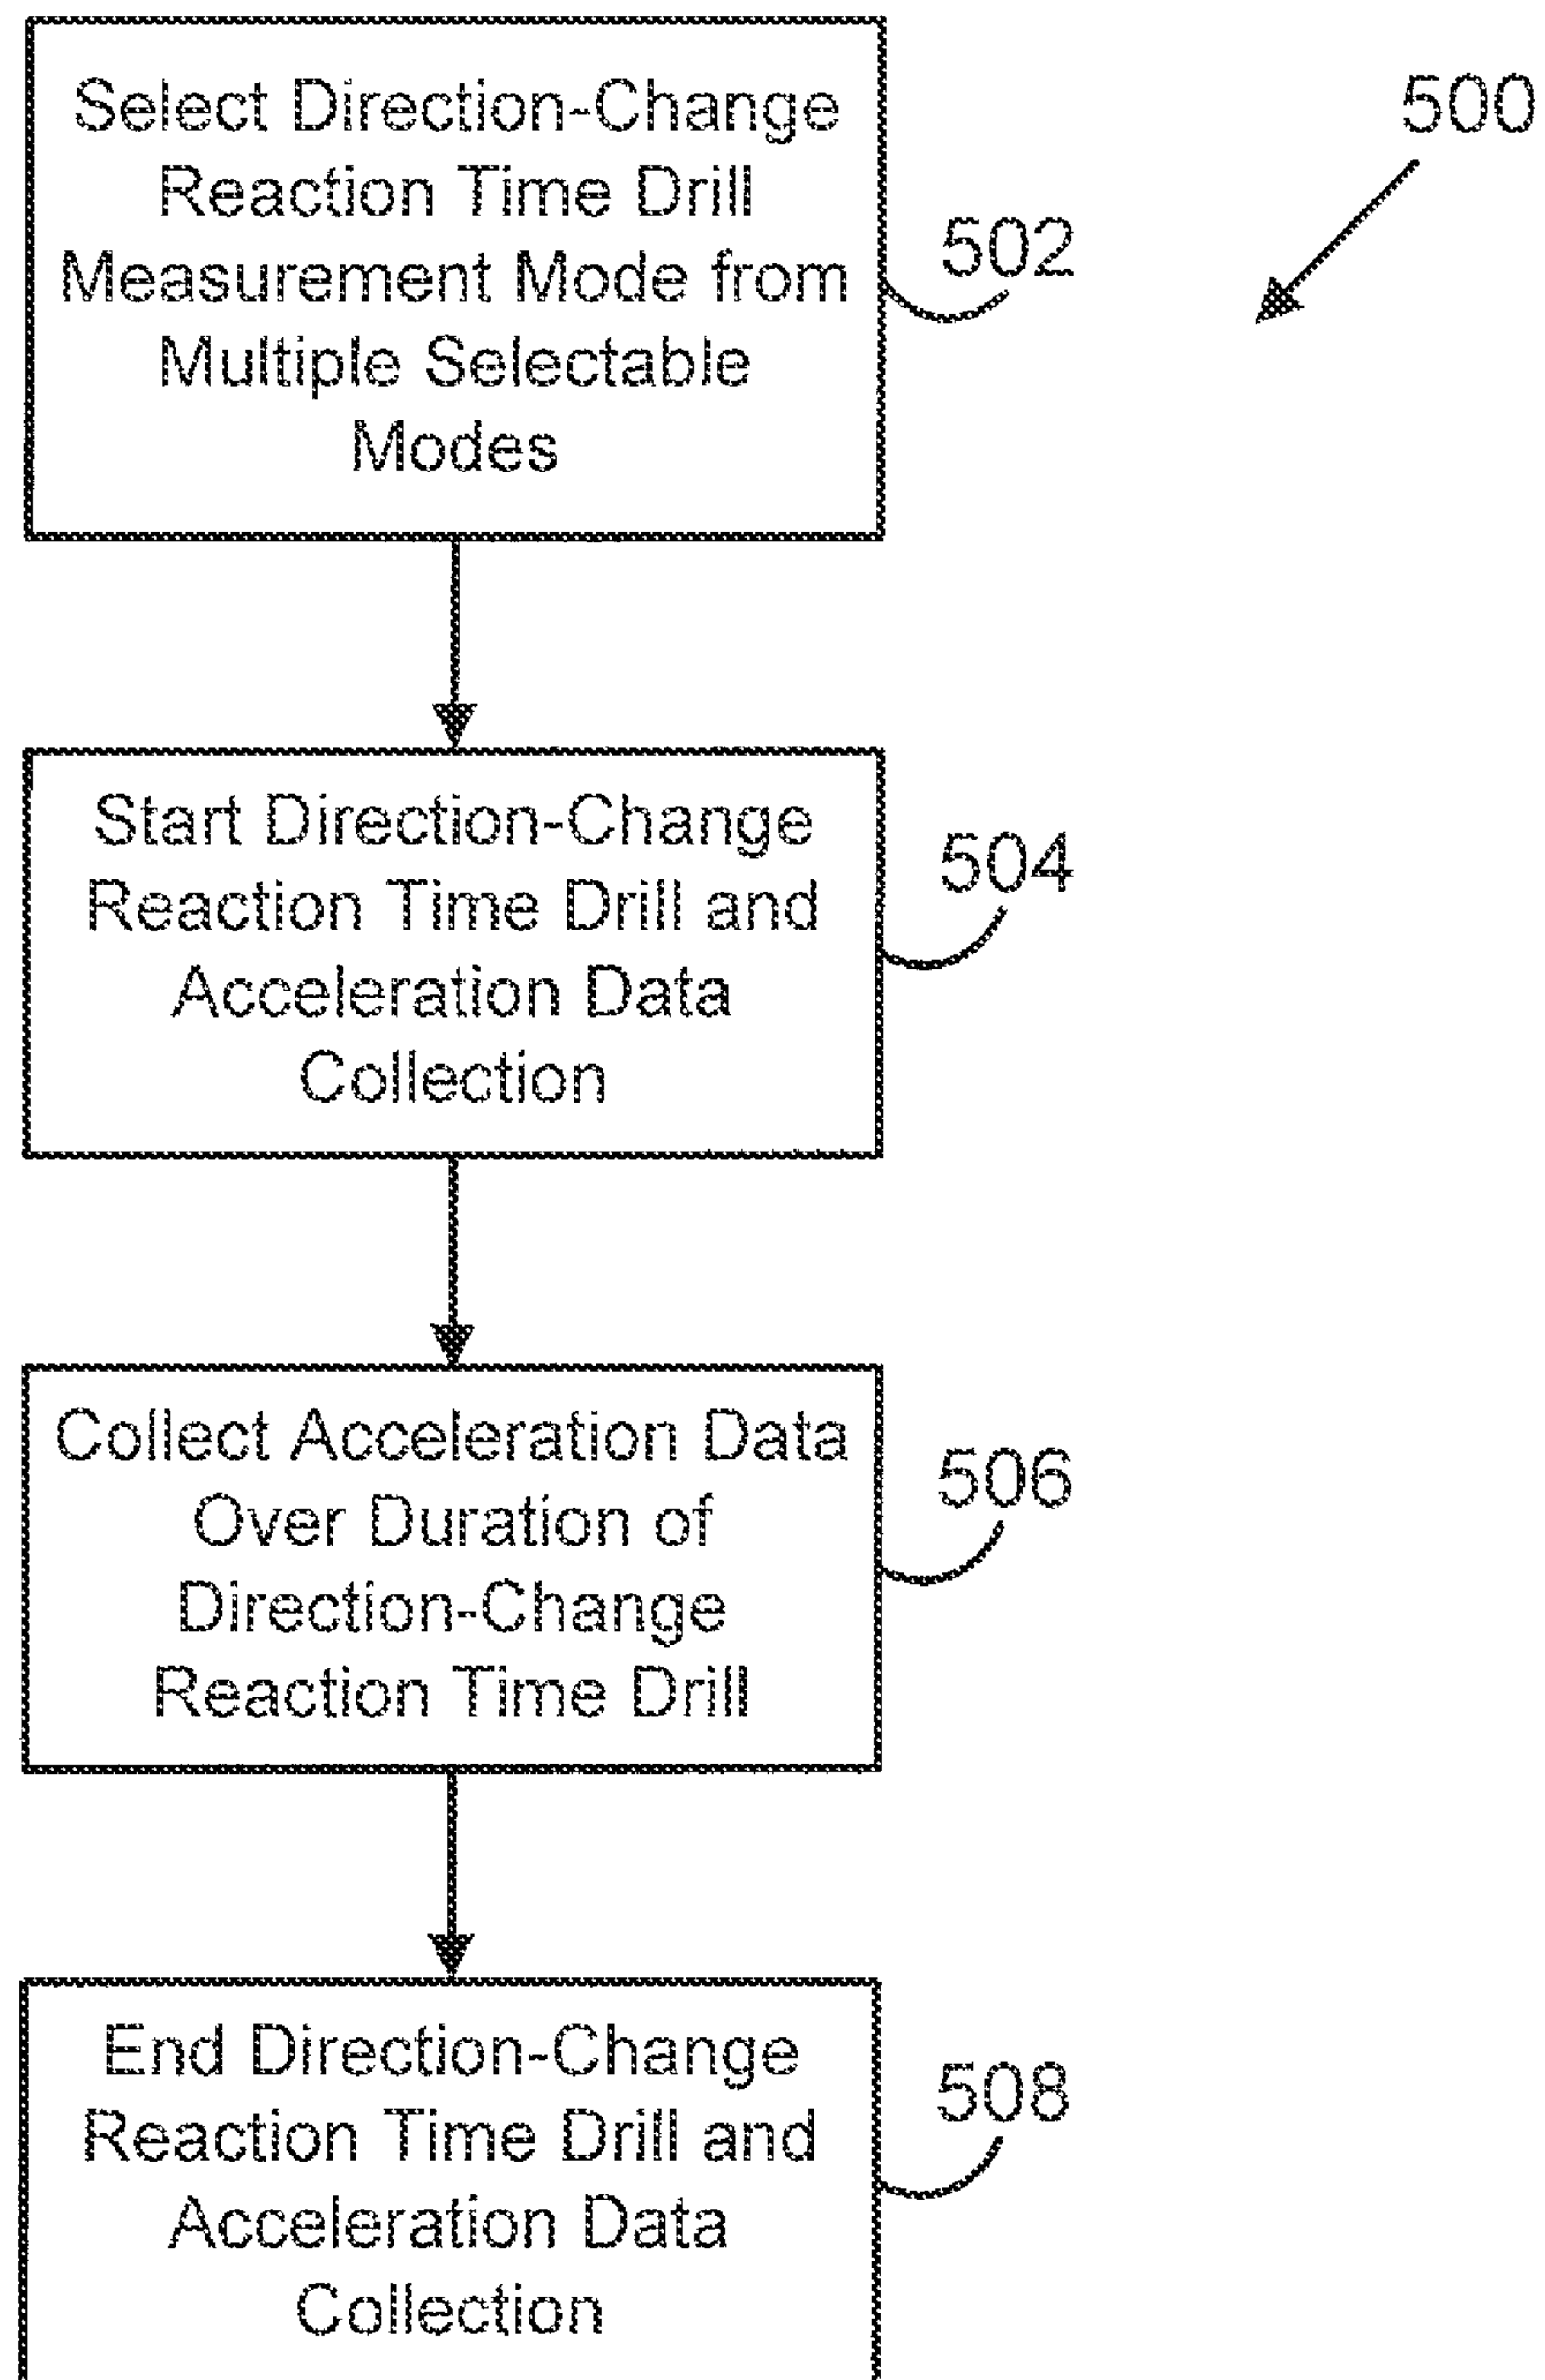 Select Direction-Change
Reaction Time Drill
Measurement Mode from
Multiple Selectable
Modes
500
502
Start Direction-Change
Reaction Time Drill and
Acceleration Data
Collection
504
Collect Acceleration Data
Over Duration of
Direction-Change
Reaction Time Drill
506
End Direction-Change
Reaction Time Drill and
Acceleration Data
Collection
508